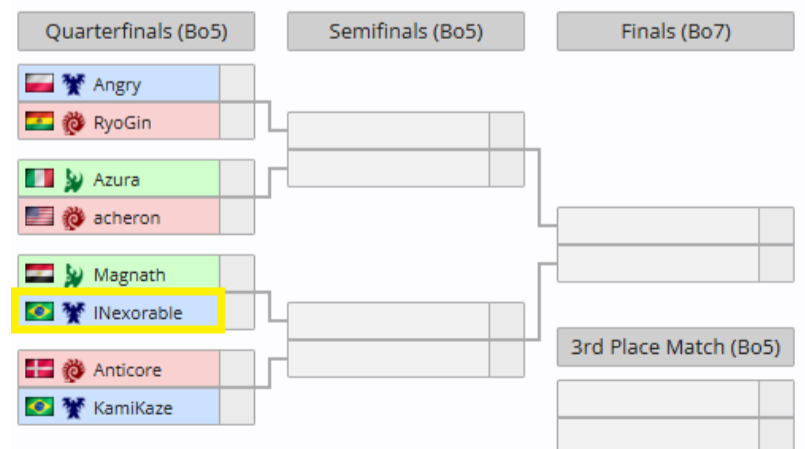 Quarterfinals (Bo5)
Semifinals (Bo5)
Finals (Bo7)
Angry
RyoGin
Azura
acheron
Magnath
INexorable
Anticore
KamiKaze
3rd Place Match (Bo5)